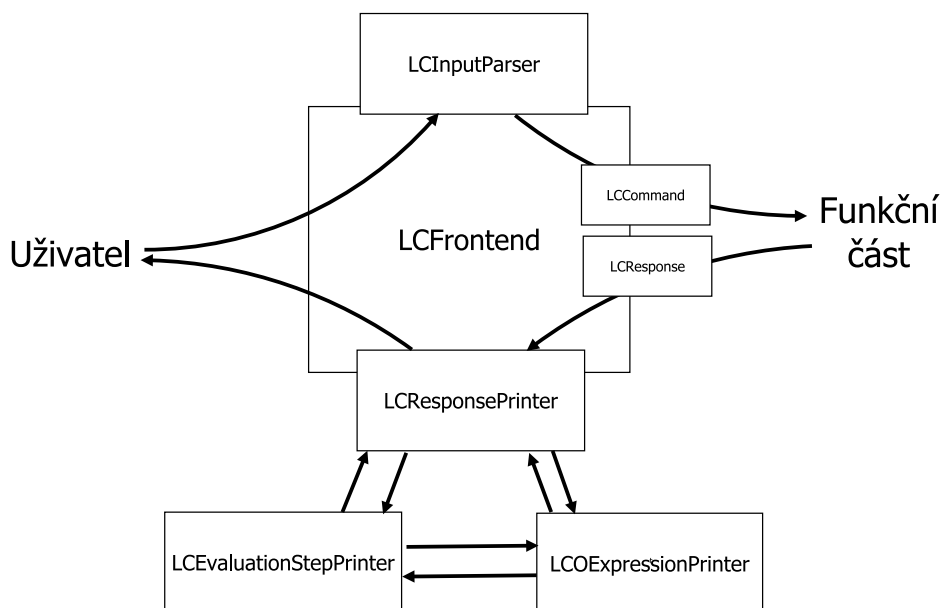 LCInputParser
LCCommand
Funkční
část
LCFrontend
Uživatel
LCResponse
LCResponsePrinter
LCEvaluationStepPrinter
LCOExpressionPrinter